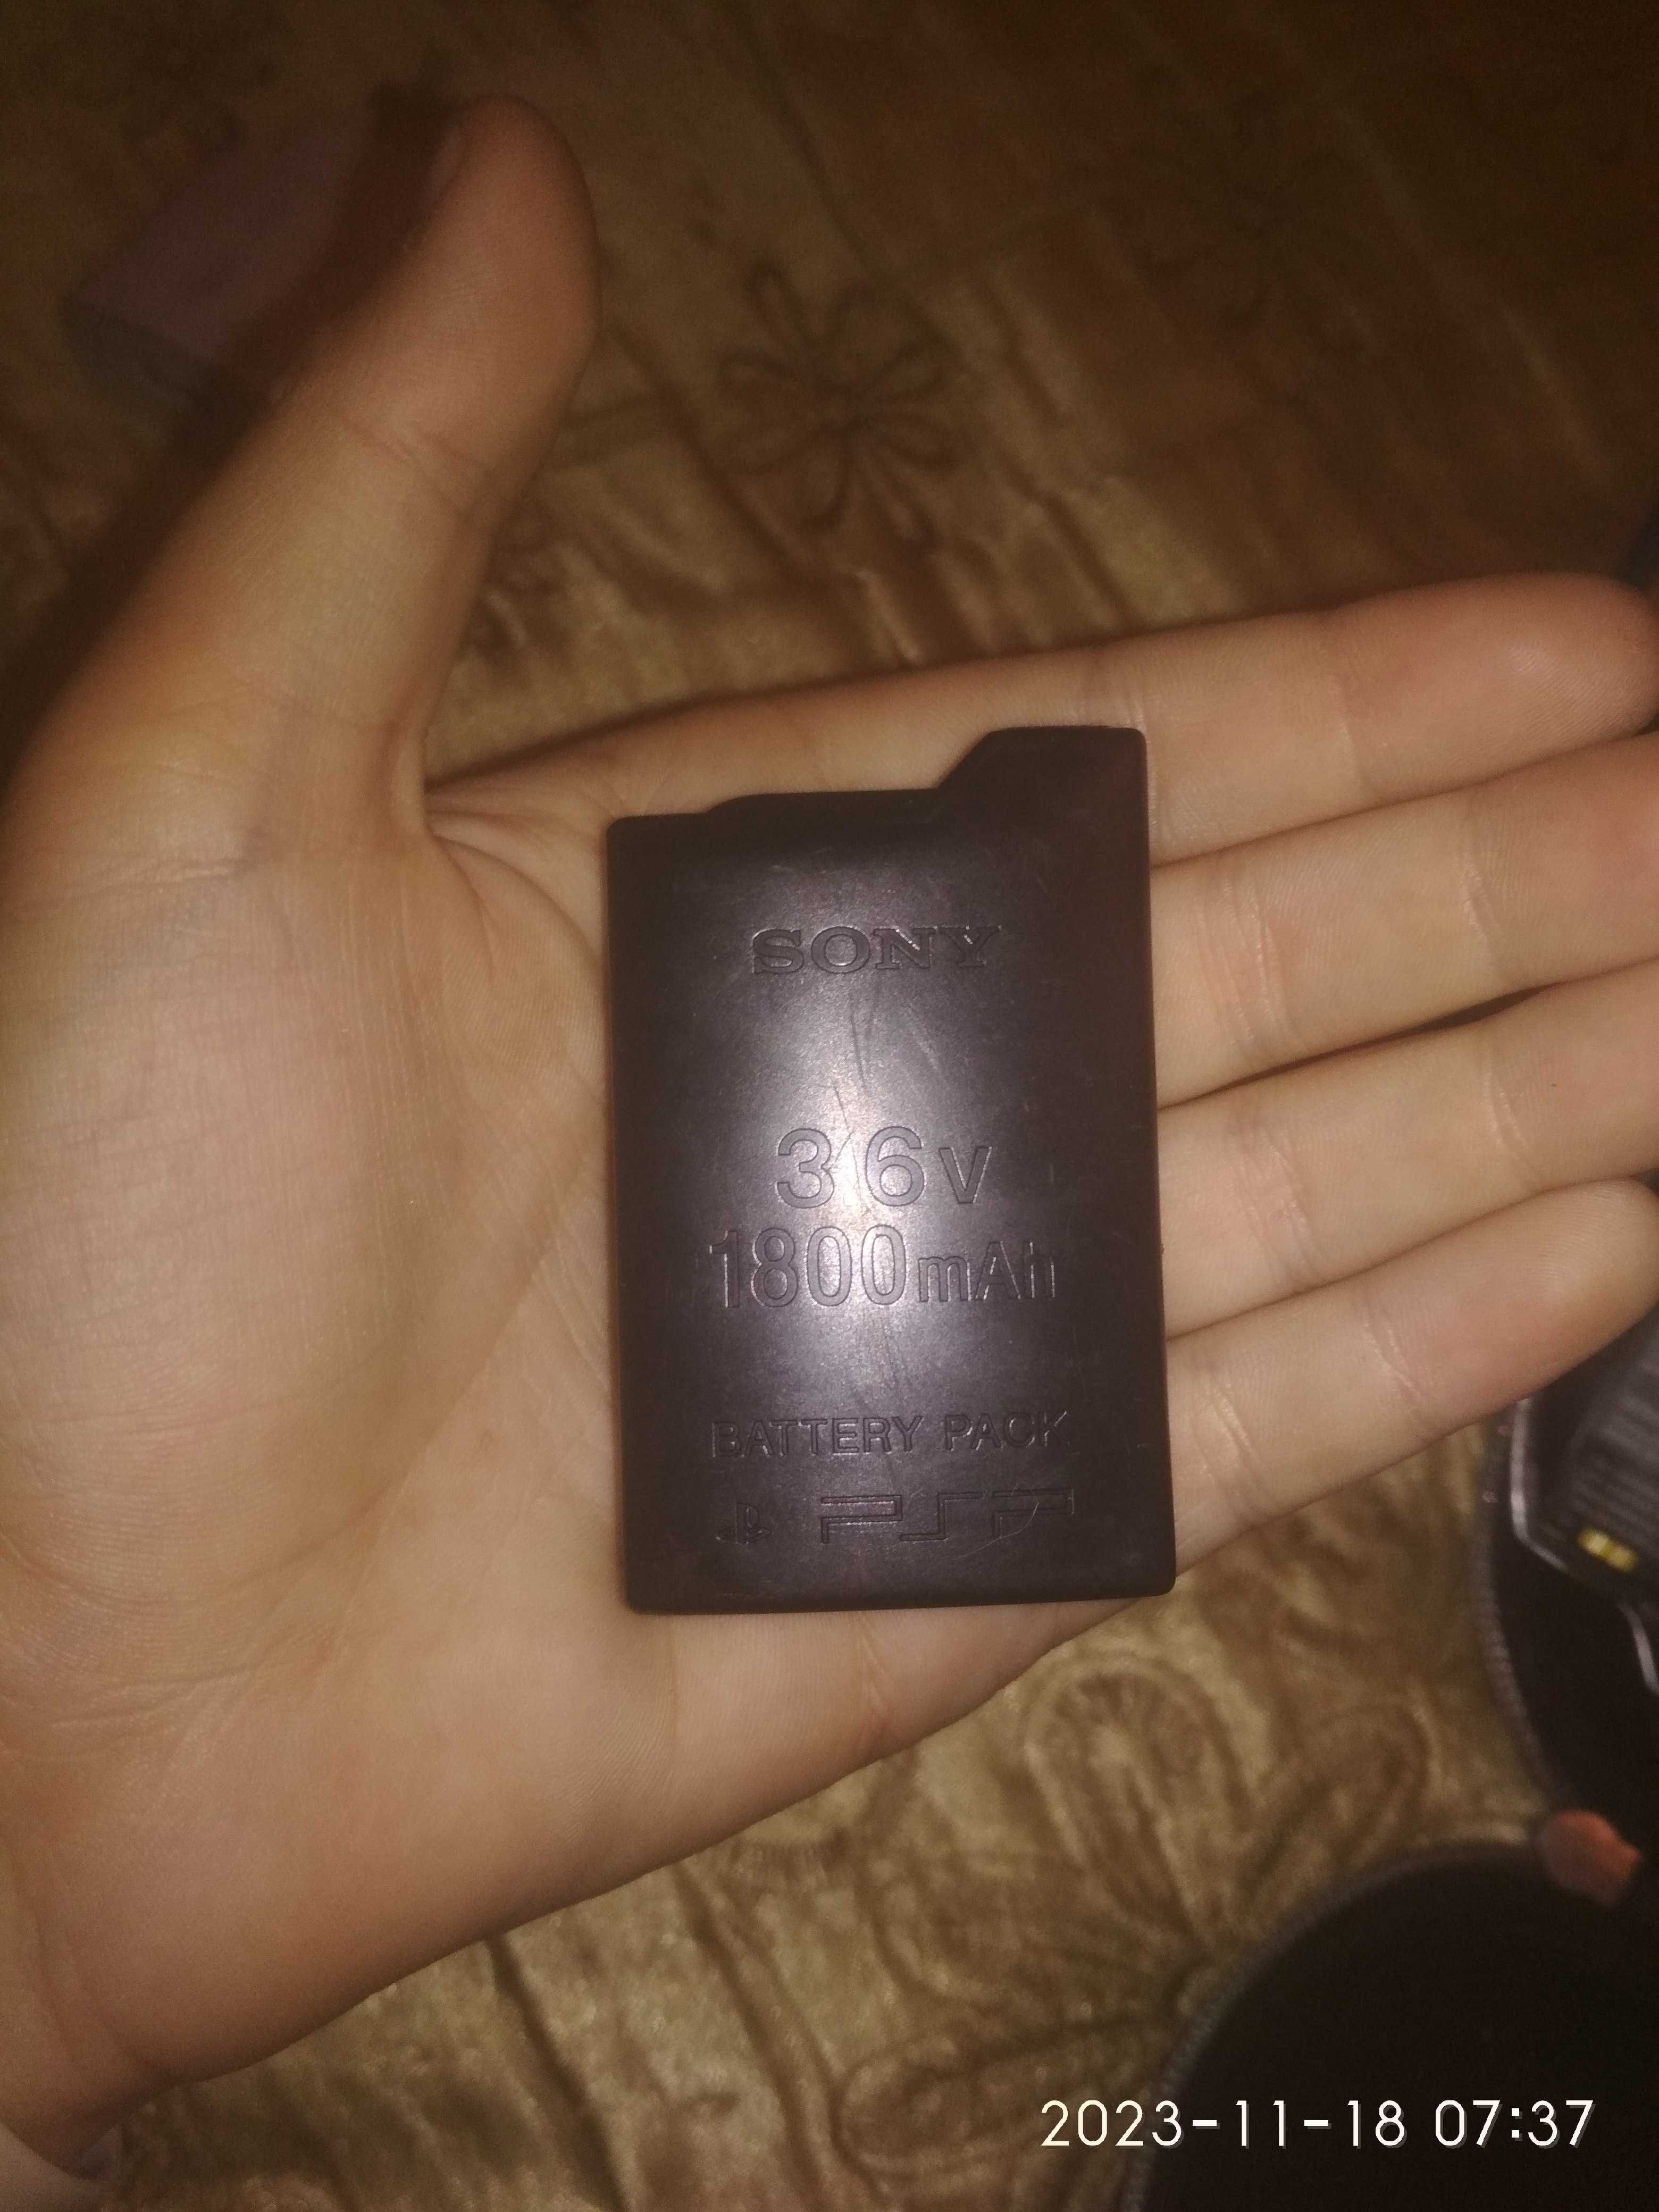 SONY
3.6V
1800mAh
BATTERY PACK
PSP
2023-11-18 07:37